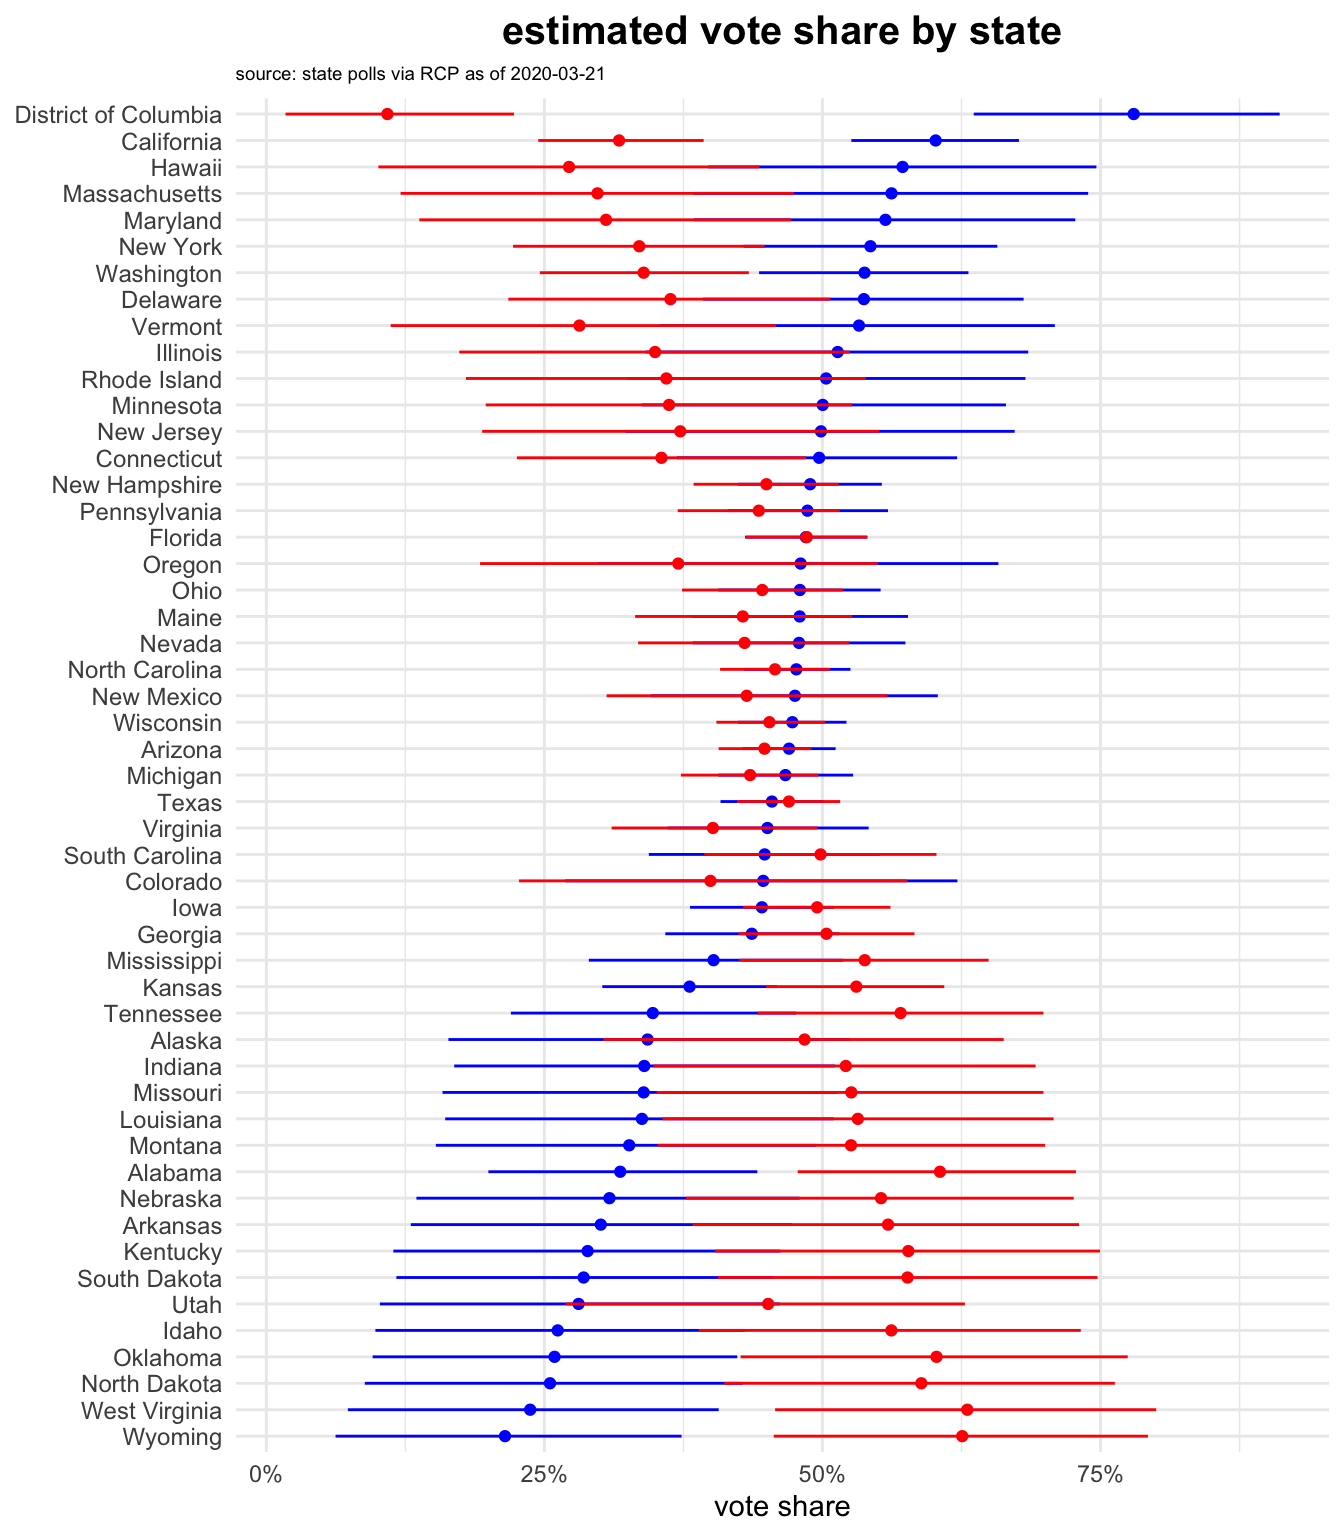 estimated vote share by state
source: state polls via RCP as of 2020-03-21
District of Columbia
California
Hawaii
Massachusetts
Maryland
New York
Washington
Delaware
Vermont
Illinois
Rhode Island
Minnesota
New Jersey
Connecticut
New Hampshire
Pennsylvania
Florida
Oregon
Ohio
Maine
Nevada
North Carolina
New Mexico
Wisconsin
Arizona
Michigan
Texas
Virginia
South Carolina
Colorado
Iowa
Georgia
Mississippi
Kansas
Tennessee
Alaska
Indiana
Missouri
Louisiana
Montana
Alabama
Nebraska
Arkansas
Kentucky
South Dakota
Utah
Idaho
Oklahoma
North Dakota
West Virginia
Wyoming
0% 25% 50% 75%
vote share